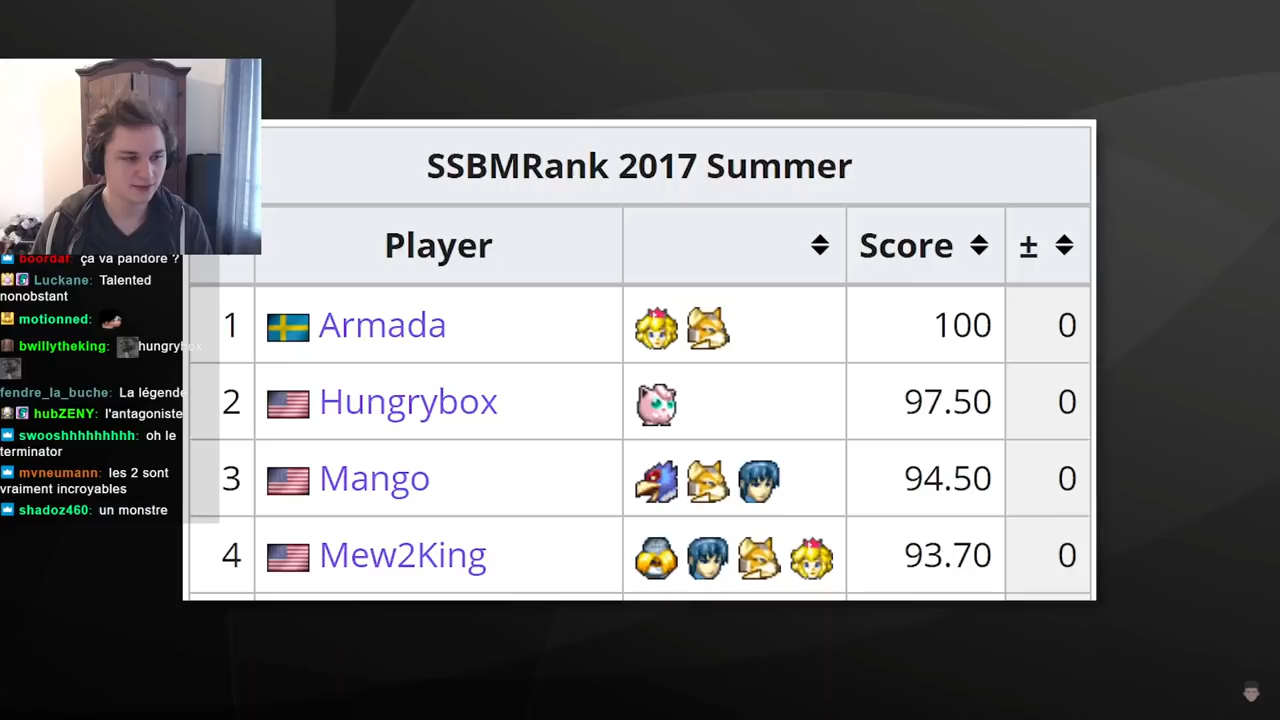 SSBMRank 2017 Summer
Player Score ±
1 Armada 100 0
2 Hungrybox 97.50 0
3 Mango 94.50 0
4 Mew2King 93.70 0
boordaf: ça va pandore ?
Luckane: Talented
nonobstant
motionned:
bwillytheking: hungrybox
fendre_la_buche: La légende
hubZENY: l'antagoniste
swooshhhhhhhhh: oh le
terminator
mvneumann: les 2 sont
vraiment incroyables
shadoz460: un monstre